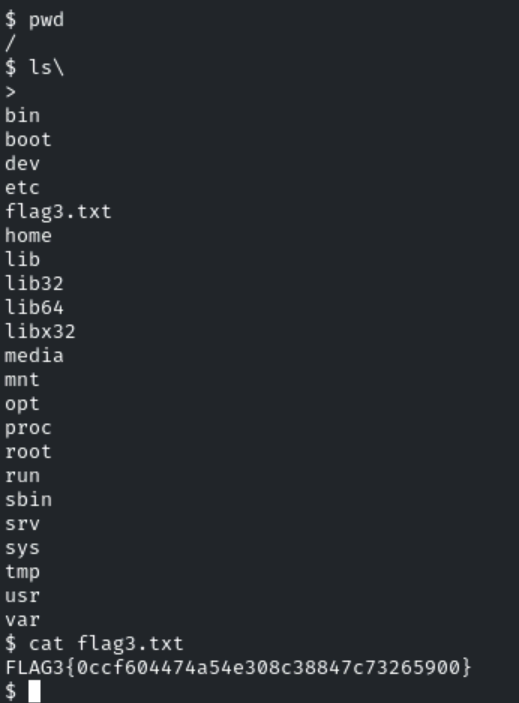 $ pwd
/
$ ls\
>
bin
boot
dev
etc
flag3.txt
home
lib
lib32
lib64
libx32
media
mnt
opt
proc
root
run
sbin
srv
sys
tmp
usr
var
$ cat flag3.txt
FLAG3{0ccf604474a54e308c38847c73265900}
$